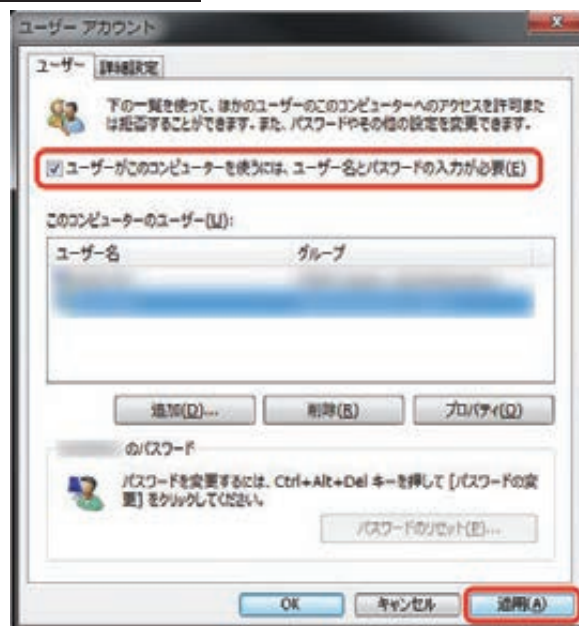 ユーザー アカウント
ユーザー 詳細設定
下の一覧を使って、ほかのユーザーのこのコンピューターへのアクセスを許可また
は拒否することができます。また、パスワードやその他の設定を変更できます。
ユーザーがこのコンピューターを使うには、ユーザー名とパスワードの入力が必要(E)
このコンピューターのユーザー(U):
ユーザー名 グループ
追加(D)... 削除(R) プロパティ(O)
のパスワード
パスワードを変更するには、Ctrl+Alt+Del キーを押して [パスワードの変
更] をクリックしてください。
パスワードのリセット(P)...
OK キャンセル 適用(A)